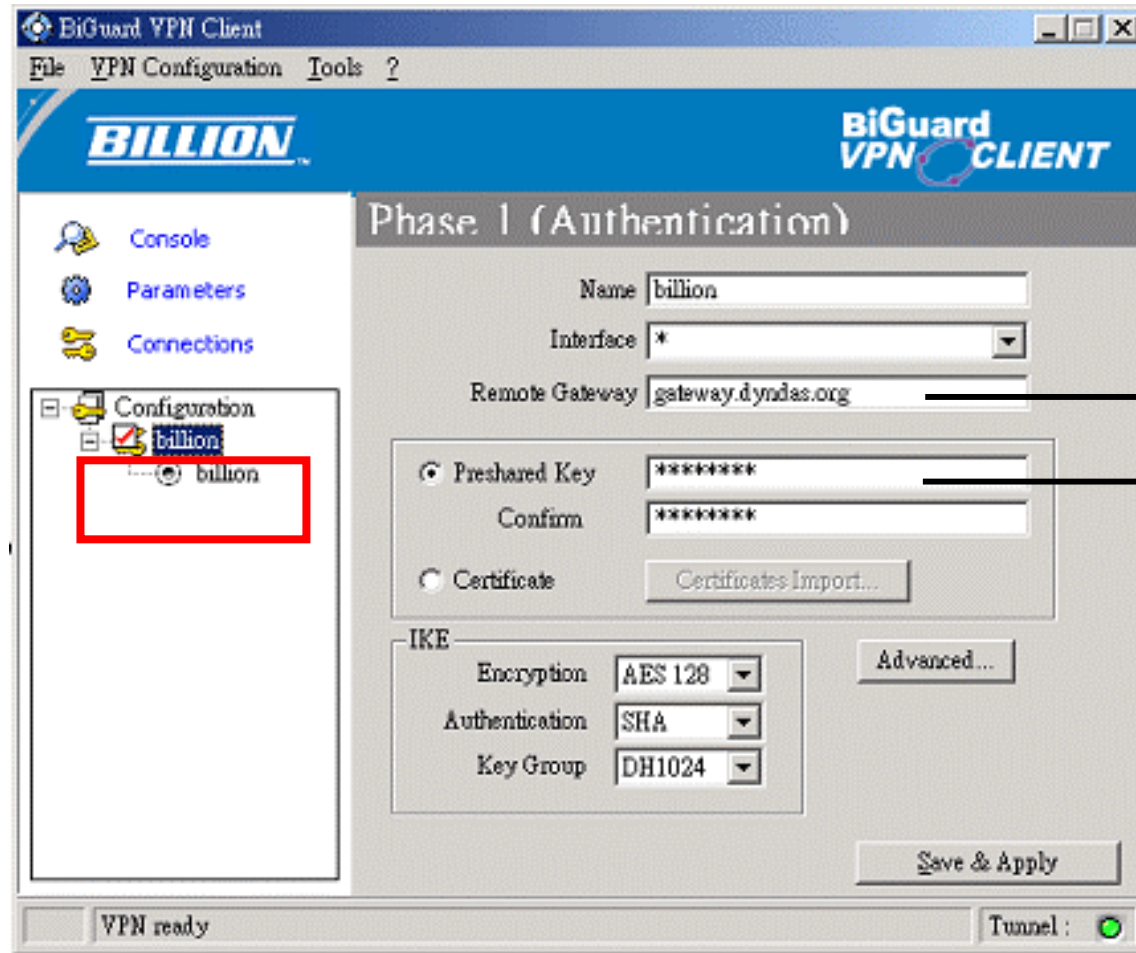 BiGuard VPN Client
File VPN Configuration Tools ?
BILLION™
BiGuard
VPN CLIENT
Console
Parameters
Connections
Configuration
billion
billion
Phase 1 (Authentication)
Name billion
Interface *
Remote Gateway gateway.dyndas.org
Preshared Key ********
Confirm ********
Certificate Certificates Import...
IKE
Encryption AES 128
Authentication SHA
Key Group DH1024
Advanced...
Save & Apply
VPN ready
Tunnel :